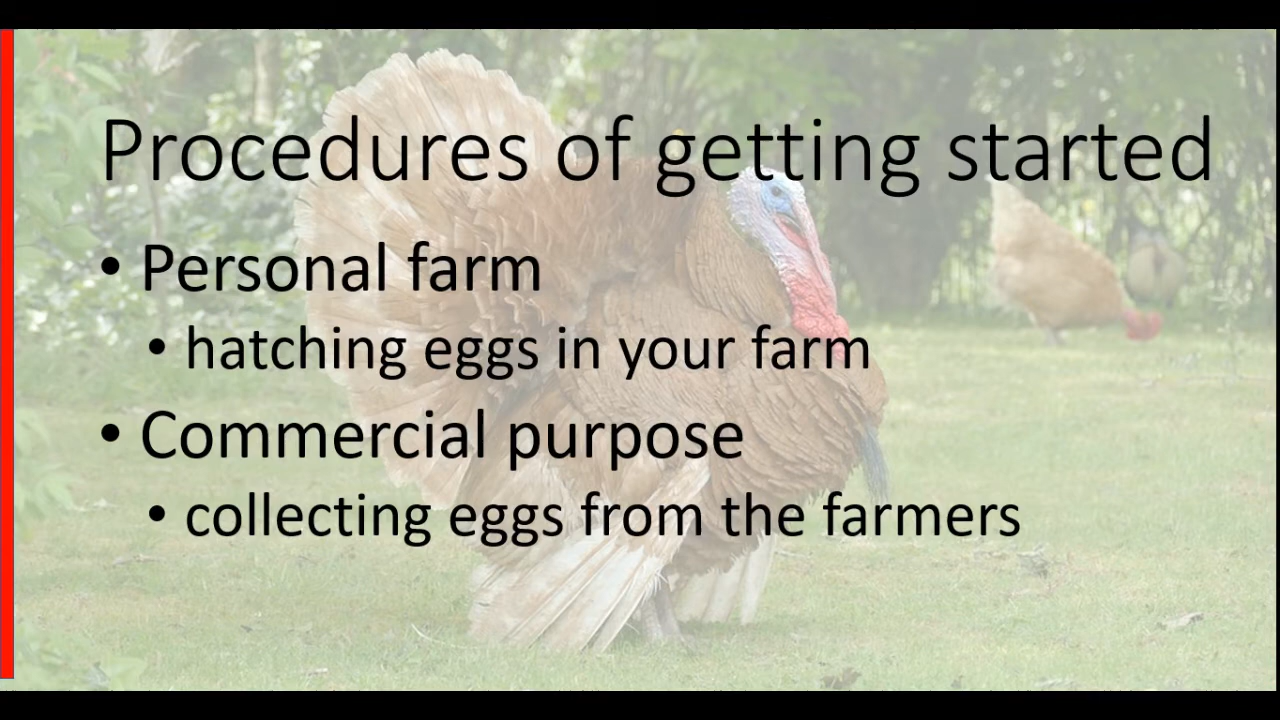 Procedures of getting started
• Personal farm
• hatching eggs in your farm
• Commercial purpose
• collecting eggs from the farmers